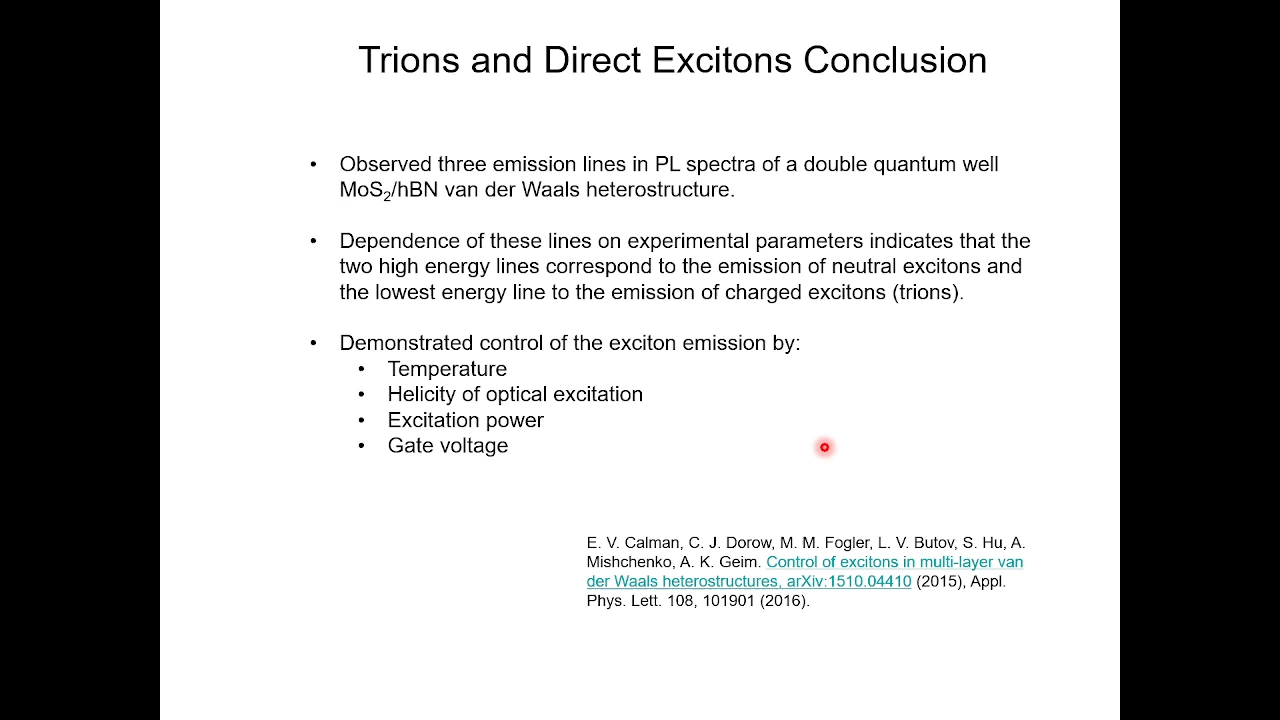 Trions and Direct Excitons Conclusion
• Observed three emission lines in PL spectra of a double quantum well
MoS₂/hBN van der Waals heterostructure.
• Dependence of these lines on experimental parameters indicates that the
two high energy lines correspond to the emission of neutral excitons and
the lowest energy line to the emission of charged excitons (trions).
• Demonstrated control of the exciton emission by:
• Temperature
• Helicity of optical excitation
• Excitation power
• Gate voltage
E. V. Calman, C. J. Dorow, M. M. Fogler, L. V. Butov, S. Hu, A.
Mishchenko, A. K. Geim. Control of excitons in multi-layer van
der Waals heterostructures, arXiv:1510.04410 (2015), Appl.
Phys. Lett. 108, 101901 (2016).